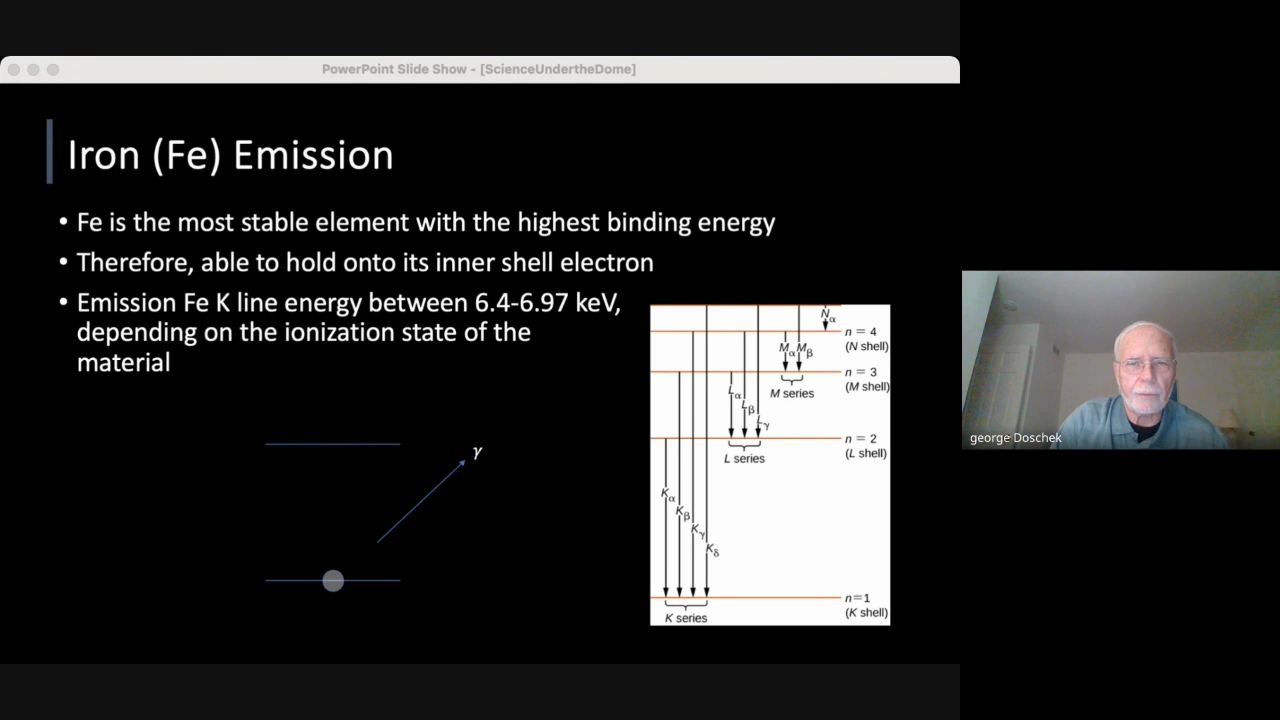 PowerPoint Slide Show - [ScienceUndertheDome]
Iron (Fe) Emission
• Fe is the most stable element with the highest binding energy
• Therefore, able to hold onto its inner shell electron
• Emission Fe K line energy between 6.4-6.97 keV,
depending on the ionization state of the
material
γ
Nα
n = 4
(N shell)
Mα Mβ
n = 3
(M shell)
M series
Lα
Lβ
Lγ
n = 2
(L shell)
L series
Kα
Kβ
Kγ
Kδ
n=1
(K shell)
K series
george Doschek